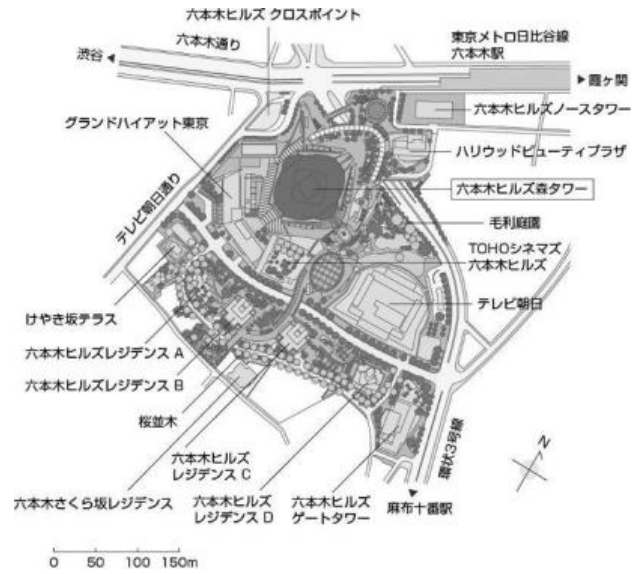 六本木ヒルズ クロスポイント
六本木通り
渋谷
東京メトロ日比谷線
六本木駅
霞ヶ関
六本木ヒルズノースタワー
グランドハイアット東京
ハリウッドビューティプラザ
六本木ヒルズ森タワー
テレビ朝日通り
毛利庭園
TOHOシネマズ
六本木ヒルズ
テレビ朝日
けやき坂テラス
六本木ヒルズレジデンス A
六本木ヒルズレジデンス B
桜並木
六本木ヒルズ
レジデンス C
六本木さくら坂レジデンス
六本木ヒルズ
レジデンス D
六本木ヒルズ
ゲートタワー
環状3号線
麻布十番駅
N
0 50 100 150m